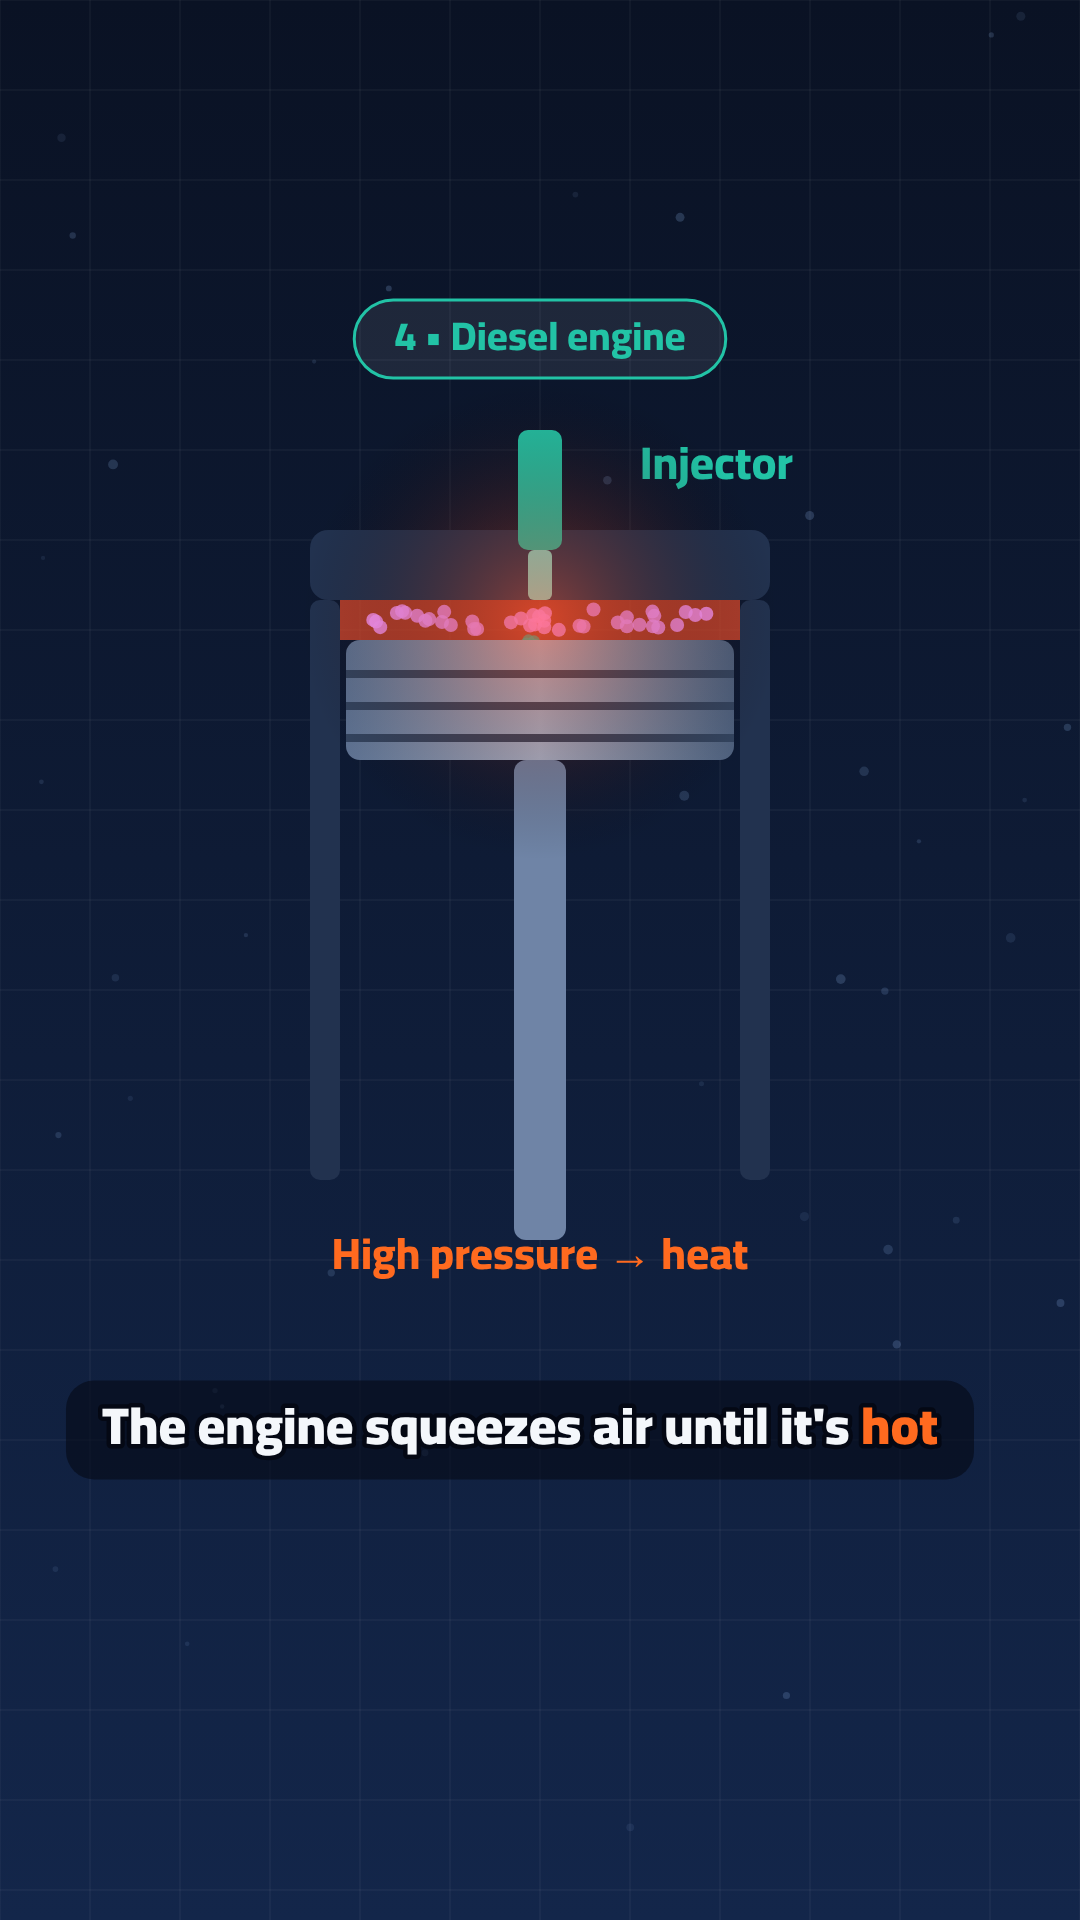 4 ▪ Diesel engine
Injector
High pressure → heat
The engine squeezes air until it's hot